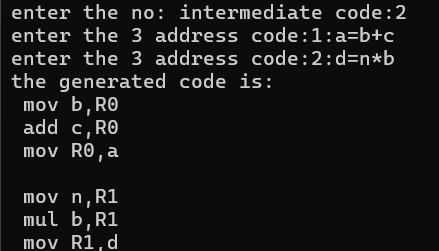 enter the no: intermediate code:2
enter the 3 address code:1:a=b+c
enter the 3 address code:2:d=n*b
the generated code is:
mov b,R0
add c,R0
mov R0,a
mov n,R1
mul b,R1
mov R1,d